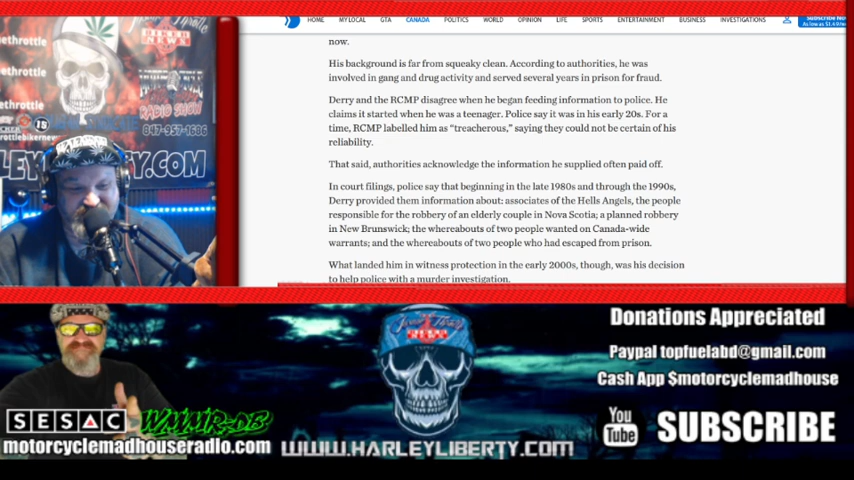 HOME MY LOCAL GTA CANADA POLITICS WORLD OPINION LIFE SPORTS ENTERTAINMENT BUSINESS INVESTIGATIONS
now.
His background is far from squeaky clean. According to authorities, he was
involved in gang and drug activity and served several years in prison for fraud.
Derry and the RCMP disagree when he began feeding information to police. He
claims it started when he was a teenager. Police say it was in his early 20s. For a
time, RCMP labelled him as “treacherous,” saying they could not be certain of his
reliability.
That said, authorities acknowledge the information he supplied often paid off.
In court filings, police say that beginning in the late 1980s and through the 1990s,
Derry provided them information about: associates of the Hells Angels, the people
responsible for the robbery of an elderly couple in Nova Scotia; a planned robbery
in New Brunswick; the whereabouts of two people wanted on Canada-wide
warrants; and the whereabouts of two people who had escaped from prison.
What landed him in witness protection in the early 2000s, though, was his decision
to help police with a murder investigation.
NEWS
RADIO SHOW
847-957-1606
Donations Appreciated
Paypal topfuelabd@gmail.com
Cash App $motorcyclemadhouse
You
Tube
SUBSCRIBE
SESAC
WMMR-DB
motorcyclemadhouseradio.com
WWW.HARLEYLIBERTY.COM